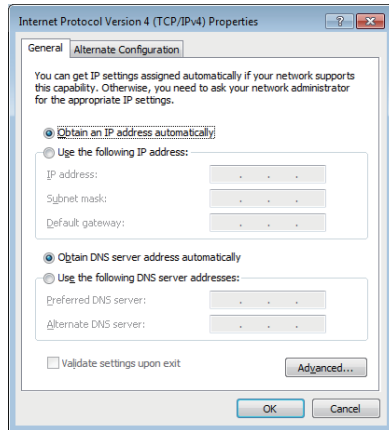 Internet Protocol Version 4 (TCP/IPv4) Properties
General
Alternate Configuration
You can get IP settings assigned automatically if your network supports
this capability. Otherwise, you need to ask your network administrator
for the appropriate IP settings.
Obtain an IP address automatically
Use the following IP address:
IP address:
Subnet mask:
Default gateway:
Obtain DNS server address automatically
Use the following DNS server addresses:
Preferred DNS server:
Alternate DNS server:
Validate settings upon exit
Advanced...
OK
Cancel